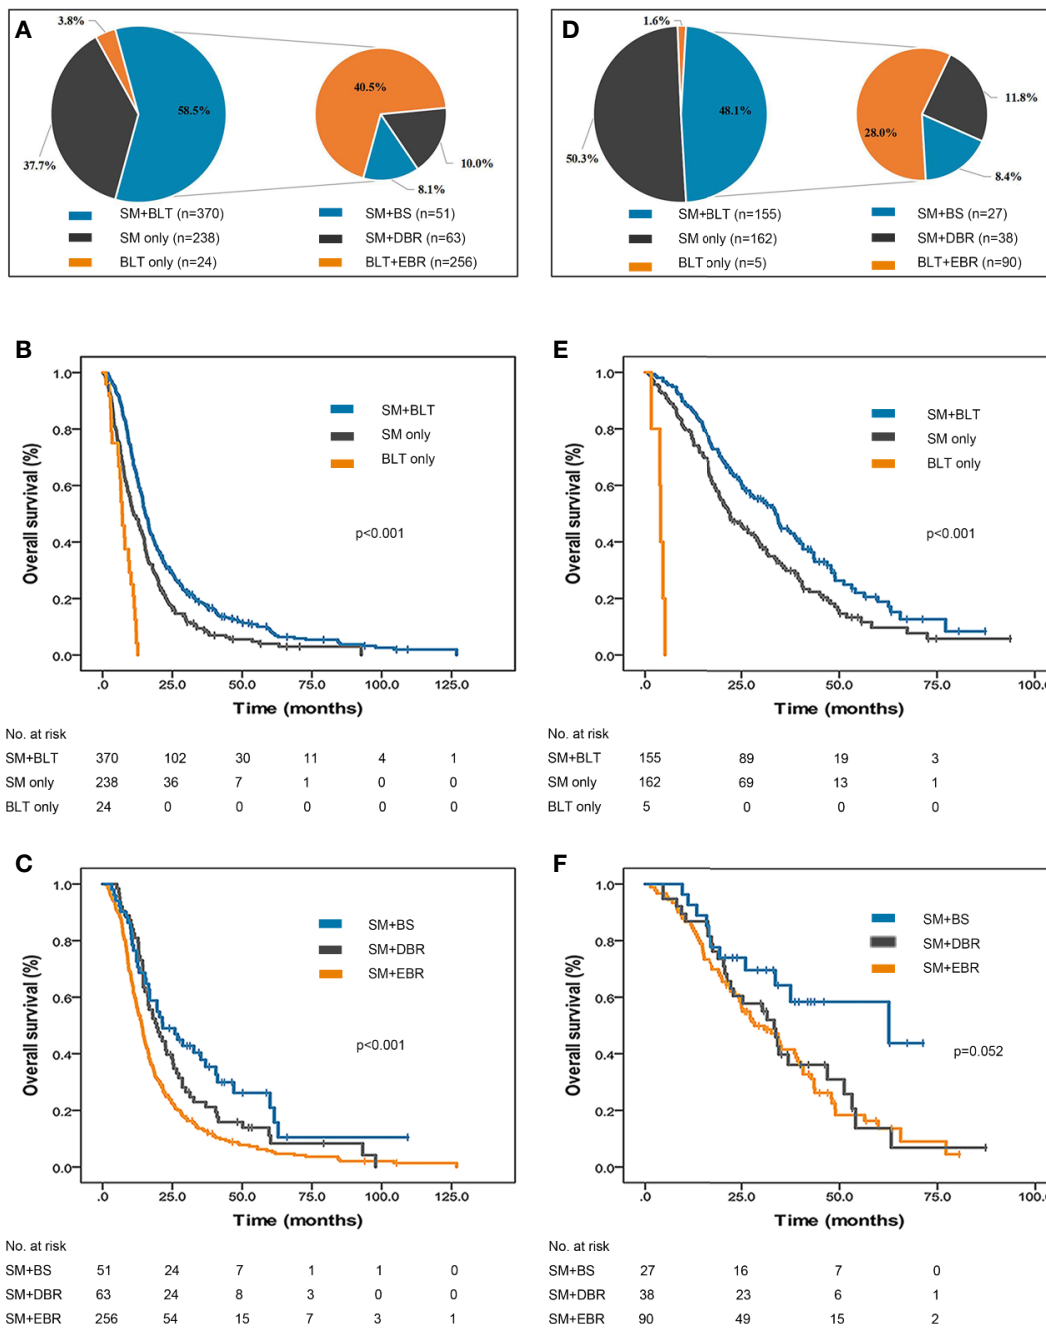 A
3.8%
58.5%
37.7%
40.5%
10.0%
8.1%
SM+BLT (n=370)
SM only (n=238)
BLT only (n=24)
SM+BS (n=51)
SM+DBR (n=63)
BLT+EBR (n=256)
D
1.6%
48.1%
50.3%
28.0%
11.8%
8.4%
SM+BLT (n=155)
SM only (n=162)
BLT only (n=5)
SM+BS (n=27)
SM+DBR (n=38)
BLT+EBR (n=90)
B
Overall survival (%)
1.0
0.8
0.6
0.4
0.2
0.0
SM+BLT
SM only
BLT only
p<0.001
.0 25.0 50.0 75.0 100.0 125.0
Time (months)
No. at risk
SM+BLT 370 102 30 11 4 1
SM only 238 36 7 1 0 0
BLT only 24 0 0 0 0 0
E
Overall survival (%)
1.0
0.8
0.6
0.4
0.2
0.0
SM+BLT
SM only
BLT only
p<0.001
.0 25.0 50.0 75.0 100.0
Time (months)
No. at risk
SM+BLT 155 89 19 3
SM only 162 69 13 1
BLT only 5 0 0 0
C
Overall survival (%)
1.0
0.8
0.6
0.4
0.2
0.0
SM+BS
SM+DBR
SM+EBR
p<0.001
.0 25.0 50.0 75.0 100.0 125.0
Time (months)
No. at risk
SM+BS 51 24 7 1 1 0
SM+DBR 63 24 8 3 0 0
SM+EBR 256 54 15 7 3 1
F
Overall survival (%)
1.0
0.8
0.6
0.4
0.2
0.0
SM+BS
SM+DBR
SM+EBR
p=0.052
.0 25.0 50.0 75.0 100.0
Time (months)
No. at risk
SM+BS 27 16 7 0
SM+DBR 38 23 6 1
SM+EBR 90 49 15 2